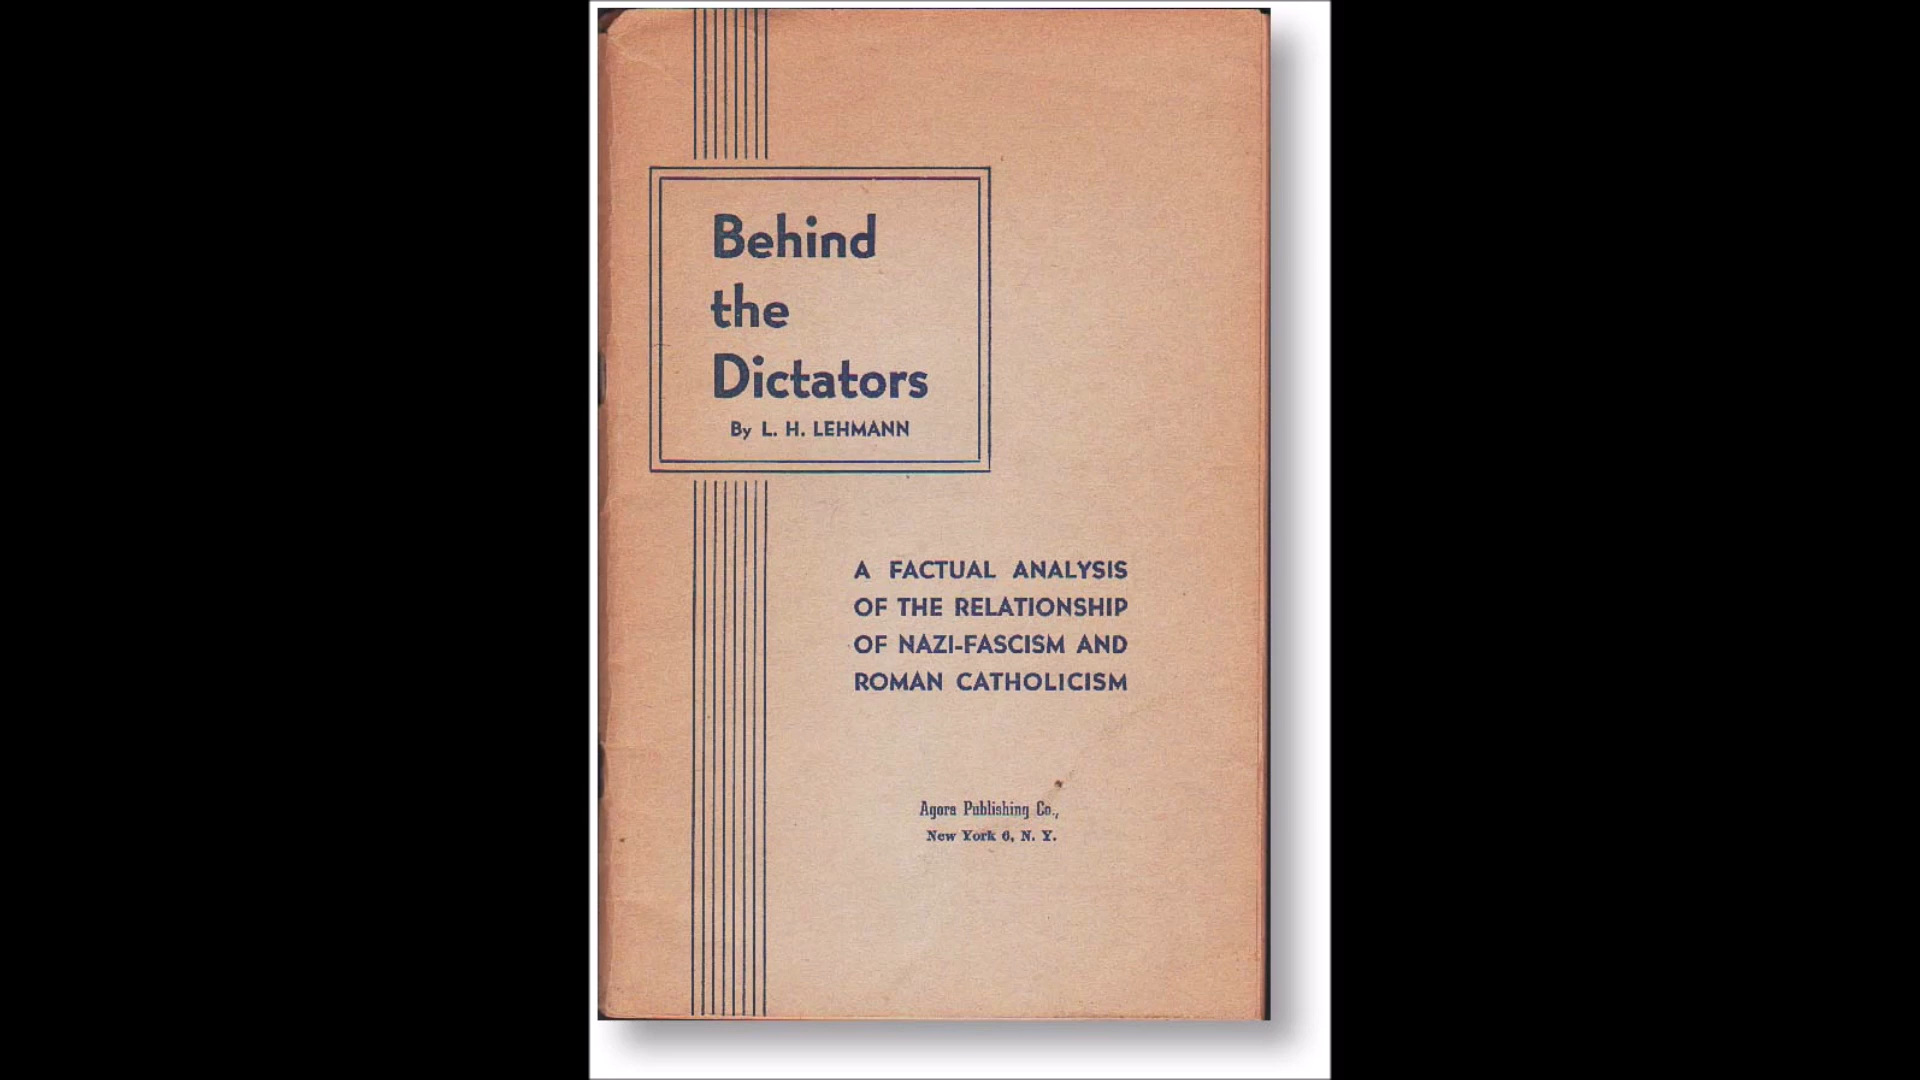 Behind
the
Dictators
By L. H. LEHMANN
A FACTUAL ANALYSIS
OF THE RELATIONSHIP
OF NAZI-FASCISM AND
ROMAN CATHOLICISM
Agora Publishing Co.,
New York 6, N. Y.